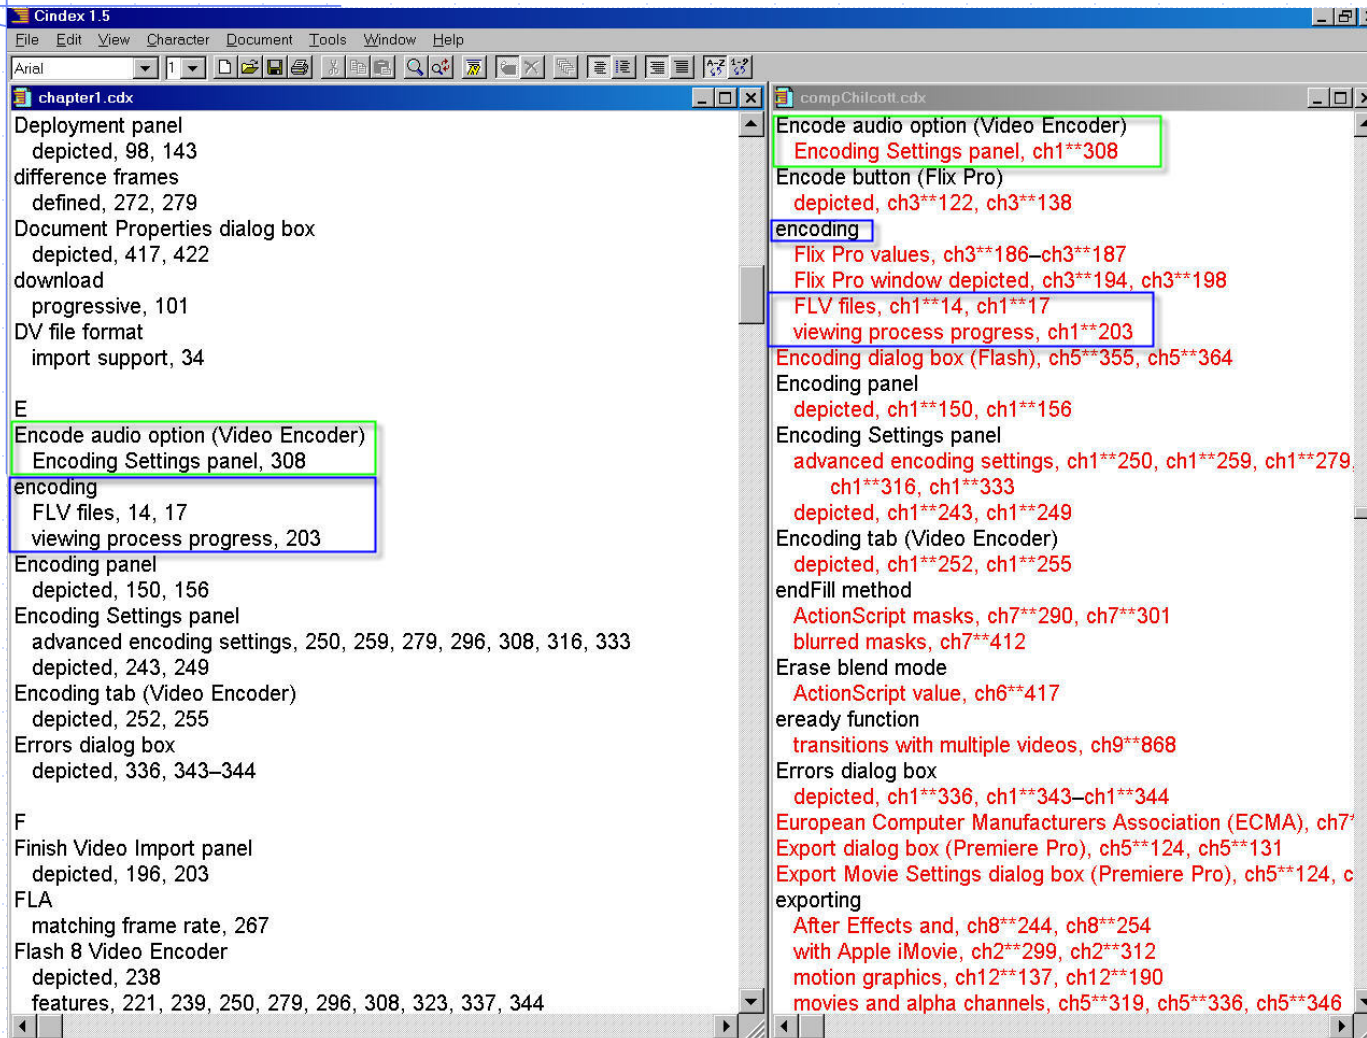 Cindex 1.5
File Edit View Character Document Tools Window Help
Arial 1
chapter1.cdx
Deployment panel
depicted, 98, 143
difference frames
defined, 272, 279
Document Properties dialog box
depicted, 417, 422
download
progressive, 101
DV file format
import support, 34
E
Encode audio option (Video Encoder)
Encoding Settings panel, 308
encoding
FLV files, 14, 17
viewing process progress, 203
Encoding panel
depicted, 150, 156
Encoding Settings panel
advanced encoding settings, 250, 259, 279, 296, 308, 316, 333
depicted, 243, 249
Encoding tab (Video Encoder)
depicted, 252, 255
Errors dialog box
depicted, 336, 343–344
F
Finish Video Import panel
depicted, 196, 203
FLA
matching frame rate, 267
Flash 8 Video Encoder
depicted, 238
features, 221, 239, 250, 279, 296, 308, 323, 337, 344
compChilcott.cdx
Encode audio option (Video Encoder)
Encoding Settings panel, ch1**308
Encode button (Flix Pro)
depicted, ch3**122, ch3**138
encoding
Flix Pro values, ch3**186–ch3**187
Flix Pro window depicted, ch3**194, ch3**198
FLV files, ch1**14, ch1**17
viewing process progress, ch1**203
Encoding dialog box (Flash), ch5**355, ch5**364
Encoding panel
depicted, ch1**150, ch1**156
Encoding Settings panel
advanced encoding settings, ch1**250, ch1**259, ch1**279,
ch1**316, ch1**333
depicted, ch1**243, ch1**249
Encoding tab (Video Encoder)
depicted, ch1**252, ch1**255
endFill method
ActionScript masks, ch7**290, ch7**301
blurred masks, ch7**412
Erase blend mode
ActionScript value, ch6**417
eready function
transitions with multiple videos, ch9**868
Errors dialog box
depicted, ch1**336, ch1**343–ch1**344
European Computer Manufacturers Association (ECMA), ch7*
Export dialog box (Premiere Pro), ch5**124, ch5**131
Export Movie Settings dialog box (Premiere Pro), ch5**124, c
exporting
After Effects and, ch8**244, ch8**254
with Apple iMovie, ch2**299, ch2**312
motion graphics, ch12**137, ch12**190
movies and alpha channels, ch5**319, ch5**336, ch5**346